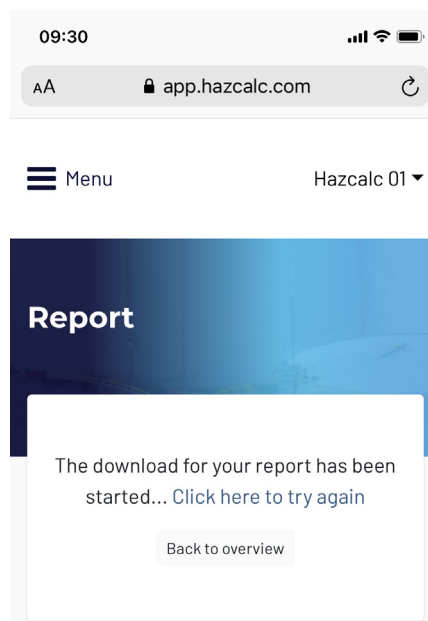 09:30
AA app.hazcalc.com
Menu Hazcalc 01
Report
The download for your report has been
started... Click here to try again
Back to overview